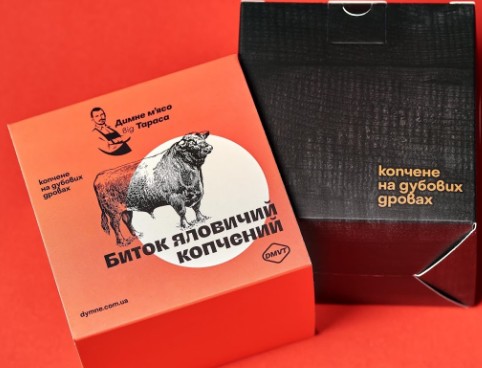 Димне м'ясо
від Тараса
копчене
на дубових
дровах
Биток яловичий
копчений
DMVT
dymne.com.ua
копчене
на дубових
дровах